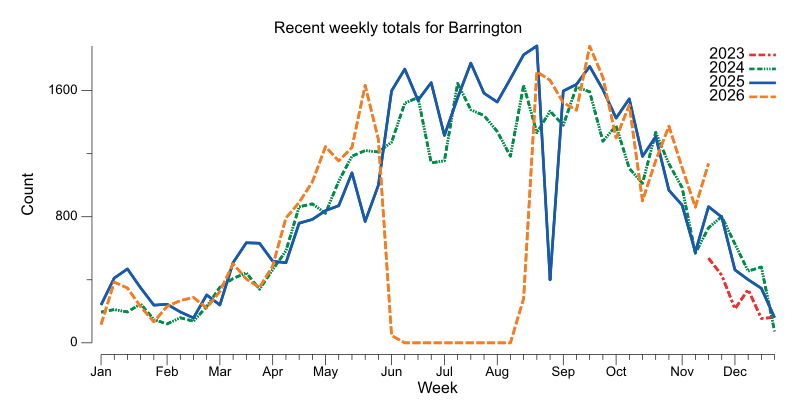 Recent weekly totals for Barrington
2023
2024
2025
2026
1600
800
0
Count
Jan Feb Mar Apr May Jun Jul Aug Sep Oct Nov Dec
Week